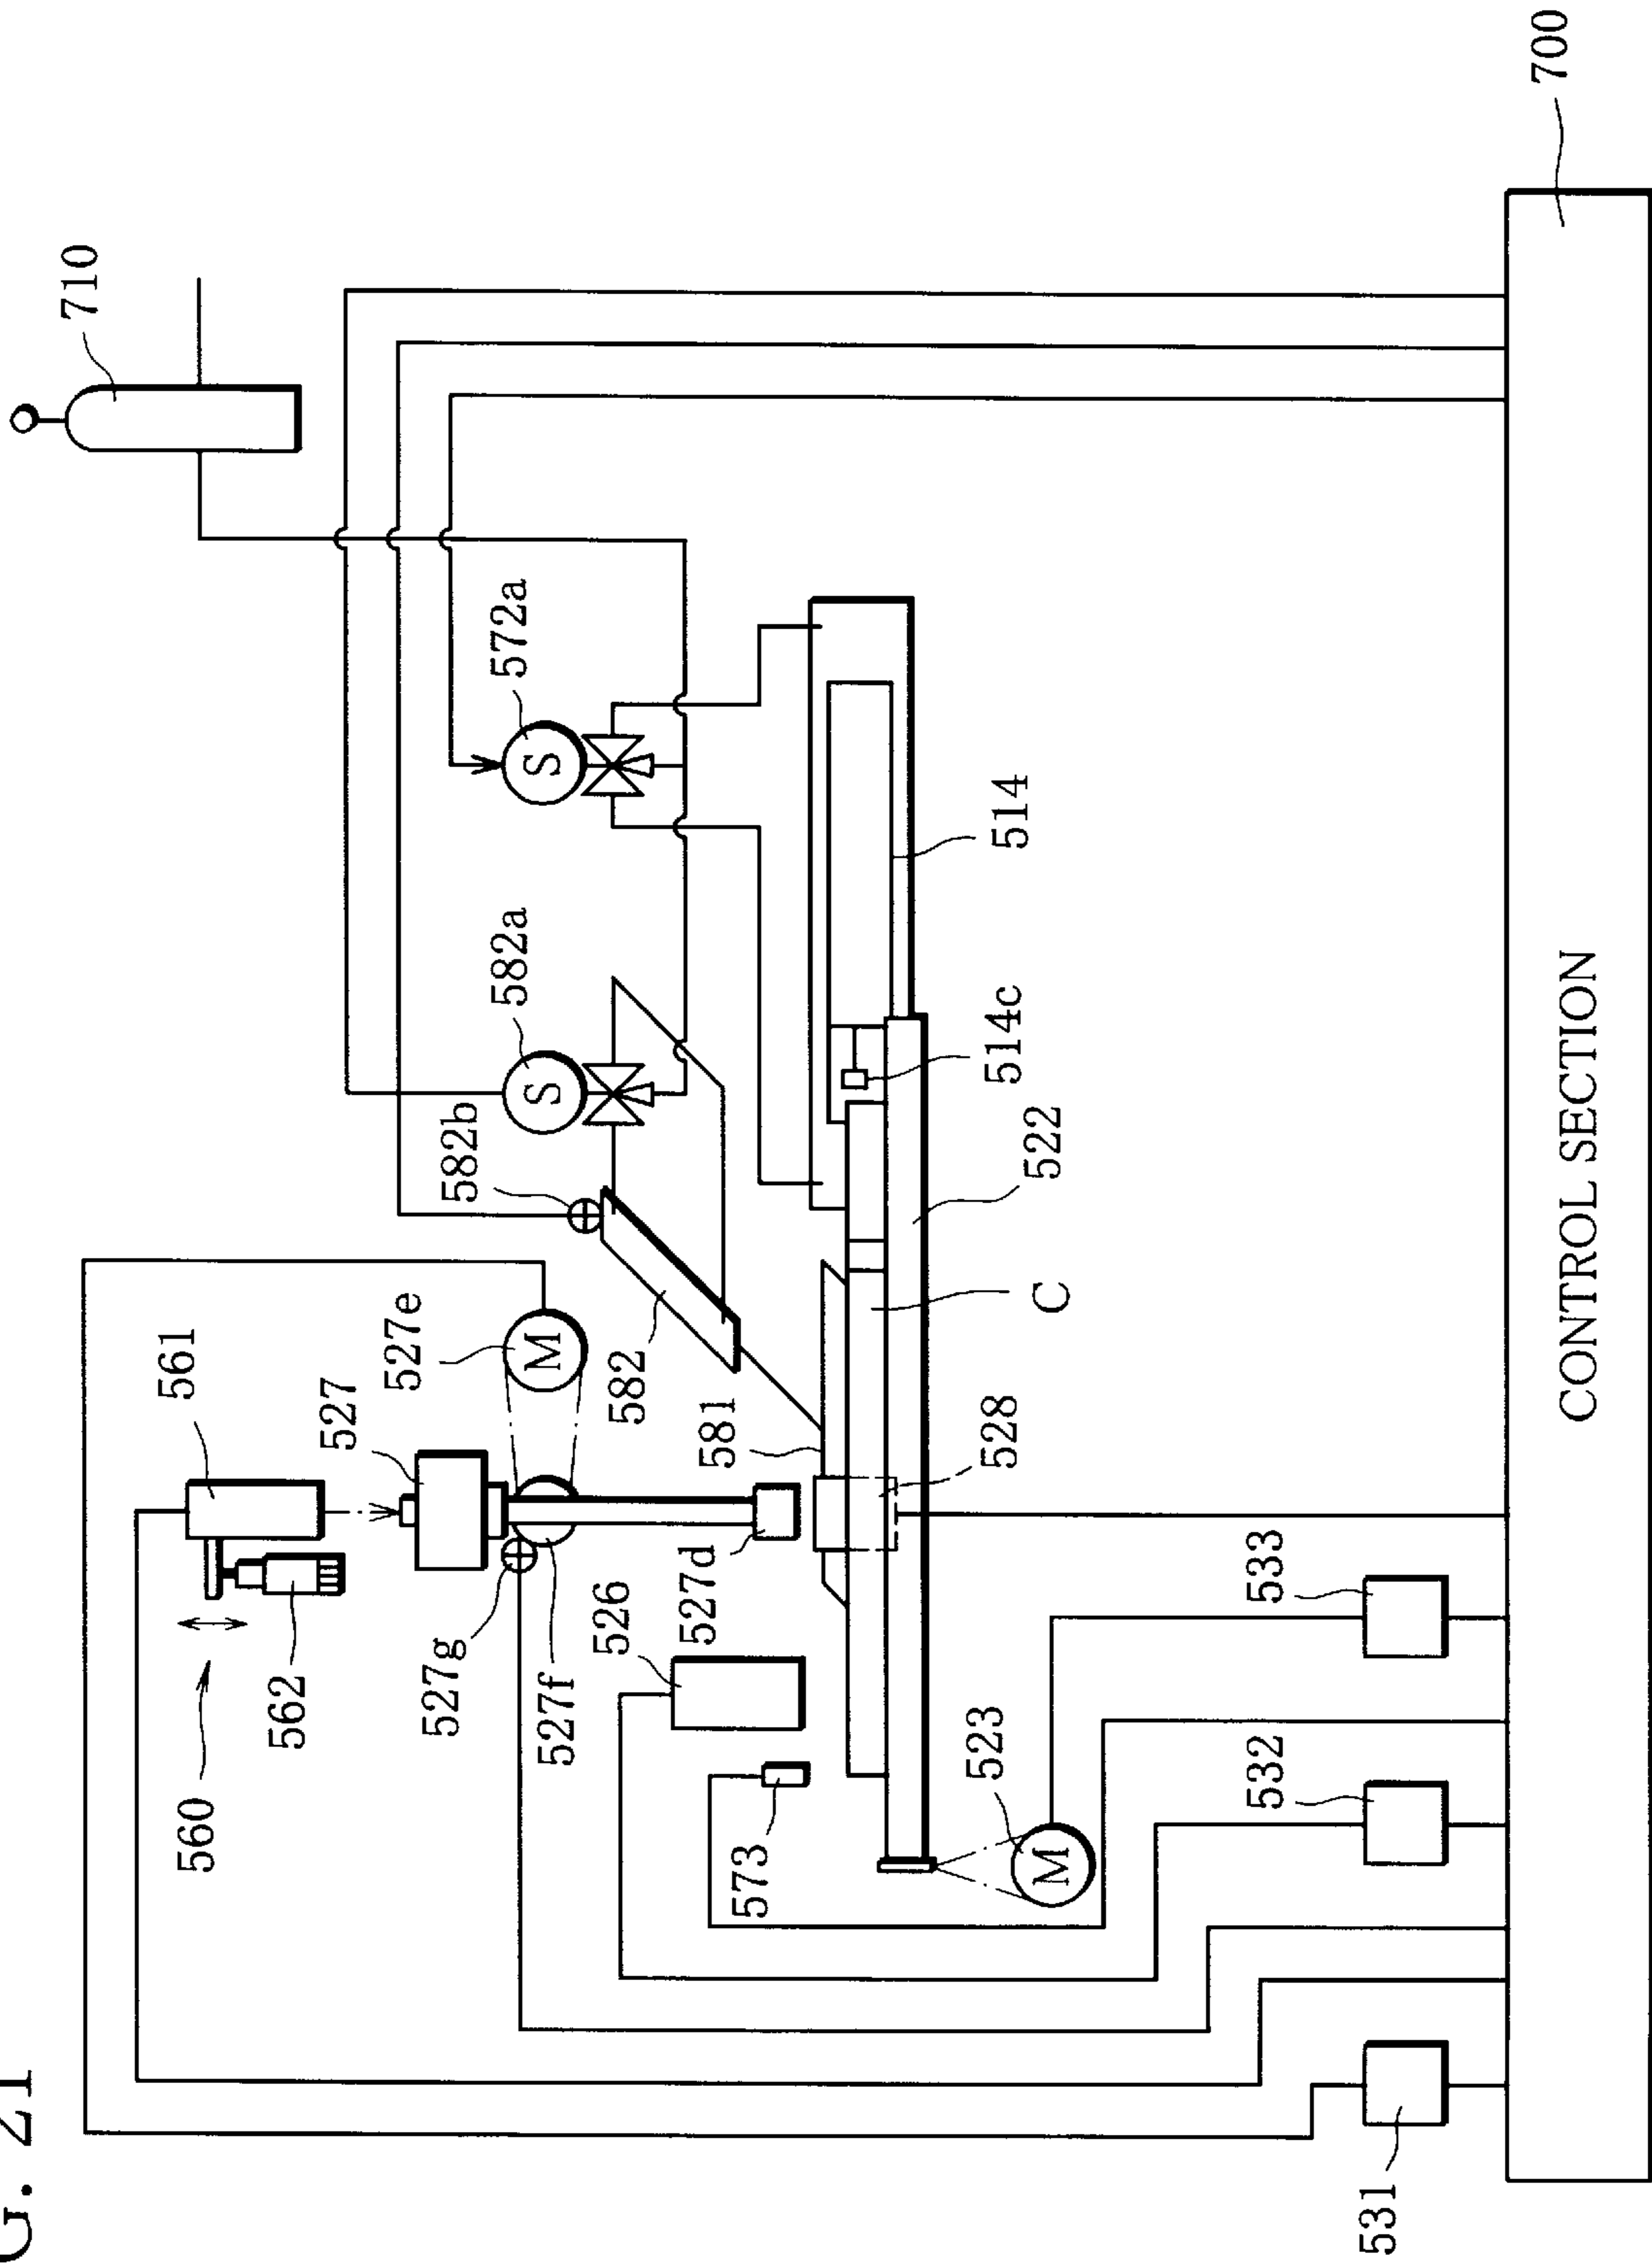 G. 21
710
700
572a
582a
582b
514
514c
522
C
561
527
527e
582
581
528
560
562
527g
527f
526
527d
573
523
533
532
531
CONTROL SECTION
S
S
M
M